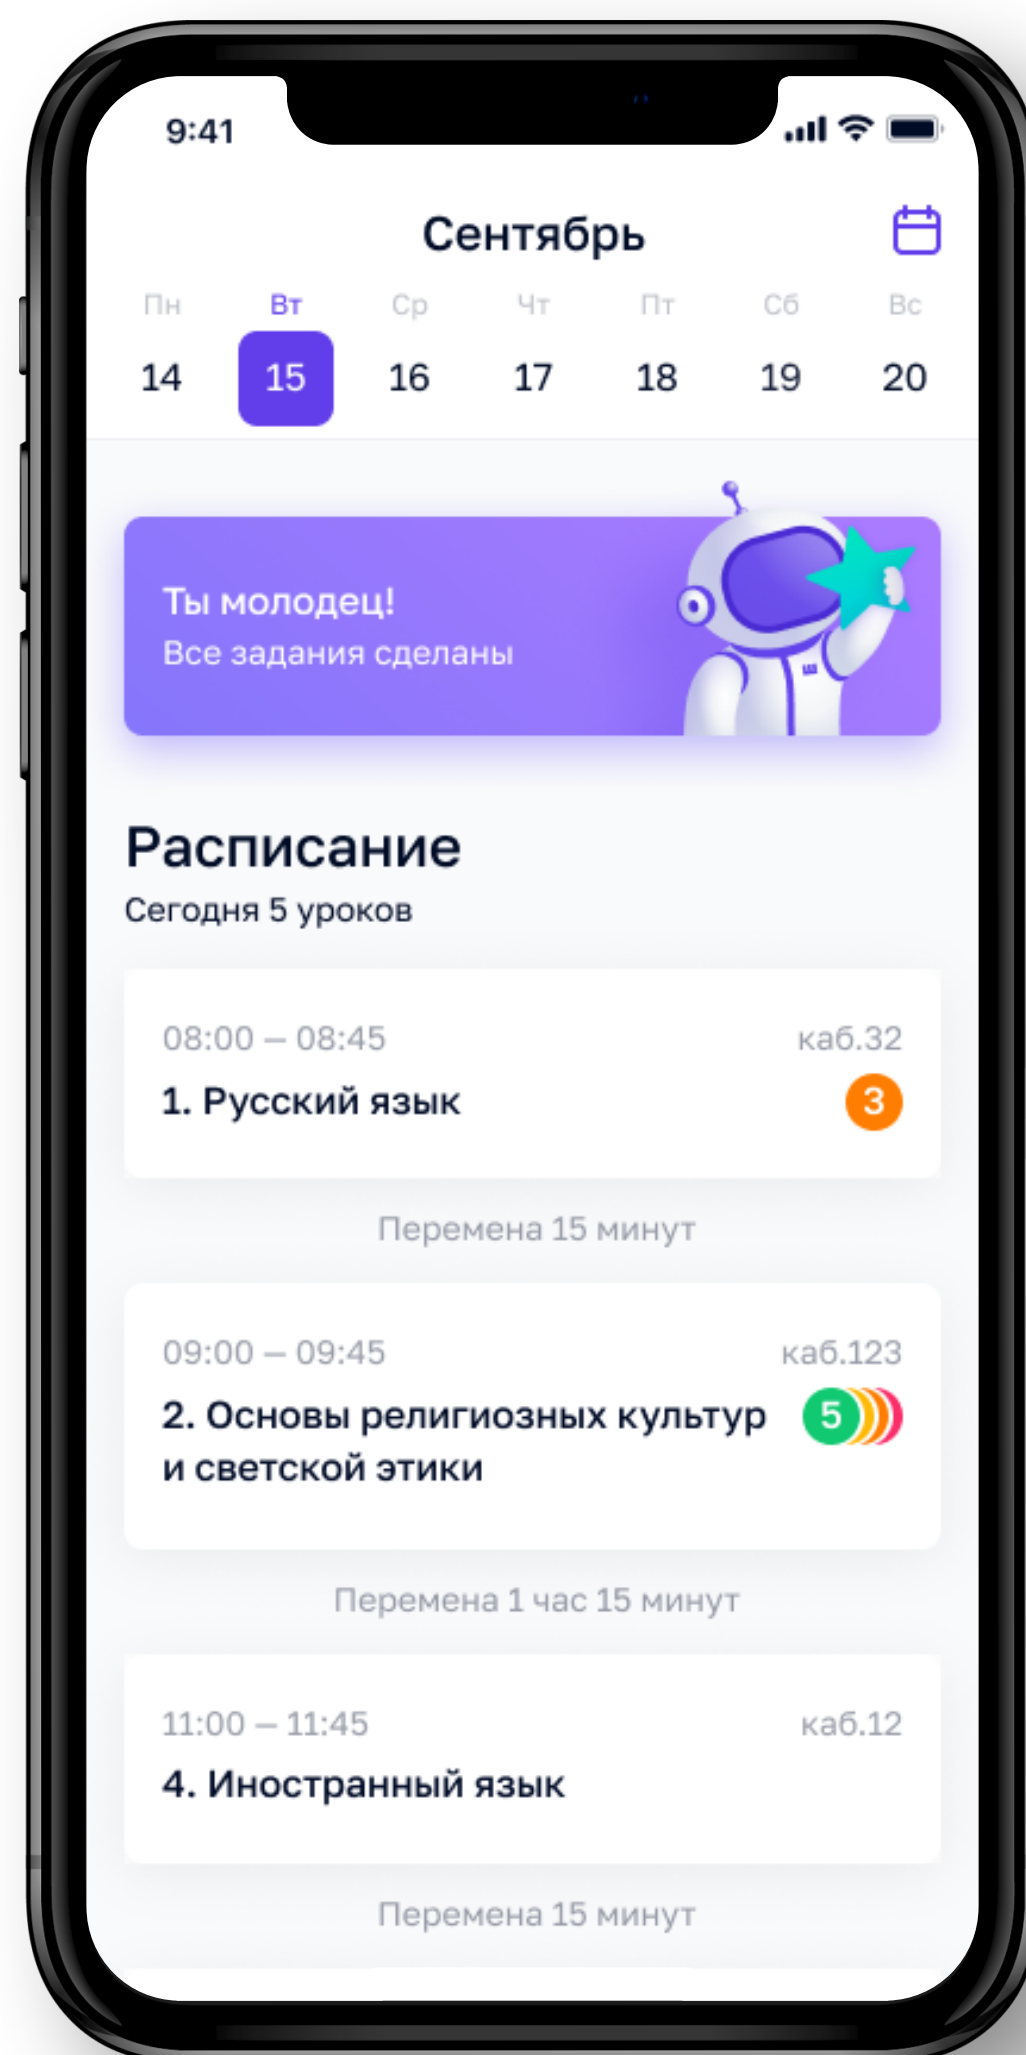 9:41
Сентябрь
Пн Вт Ср Чт Пт Сб Вс
14 15 16 17 18 19 20
Ты молодец!
Все задания сделаны
ш
Расписание
Сегодня 5 уроков
08:00 — 08:45 каб.32
1. Русский язык 3
Перемена 15 минут
09:00 — 09:45 каб.123
2. Основы религиозных культур 5
и светской этики
Перемена 1 час 15 минут
11:00 — 11:45 каб.12
4. Иностранный язык
Перемена 15 минут